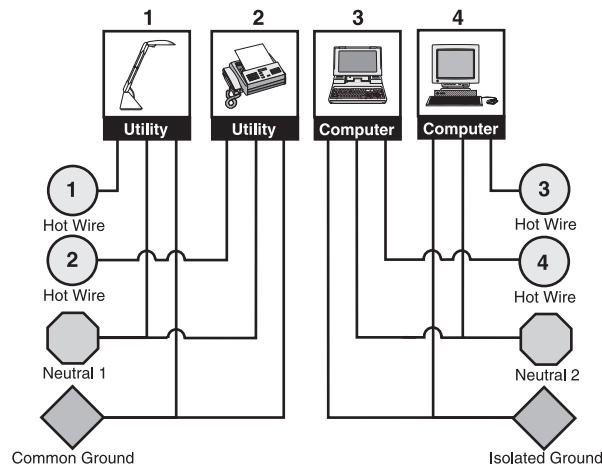 1
2
3
4
Utility
Utility
Computer
Computer
1
Hot Wire
3
Hot Wire
2
Hot Wire
4
Hot Wire
Neutral 1
Neutral 2
Common Ground
Isolated Ground